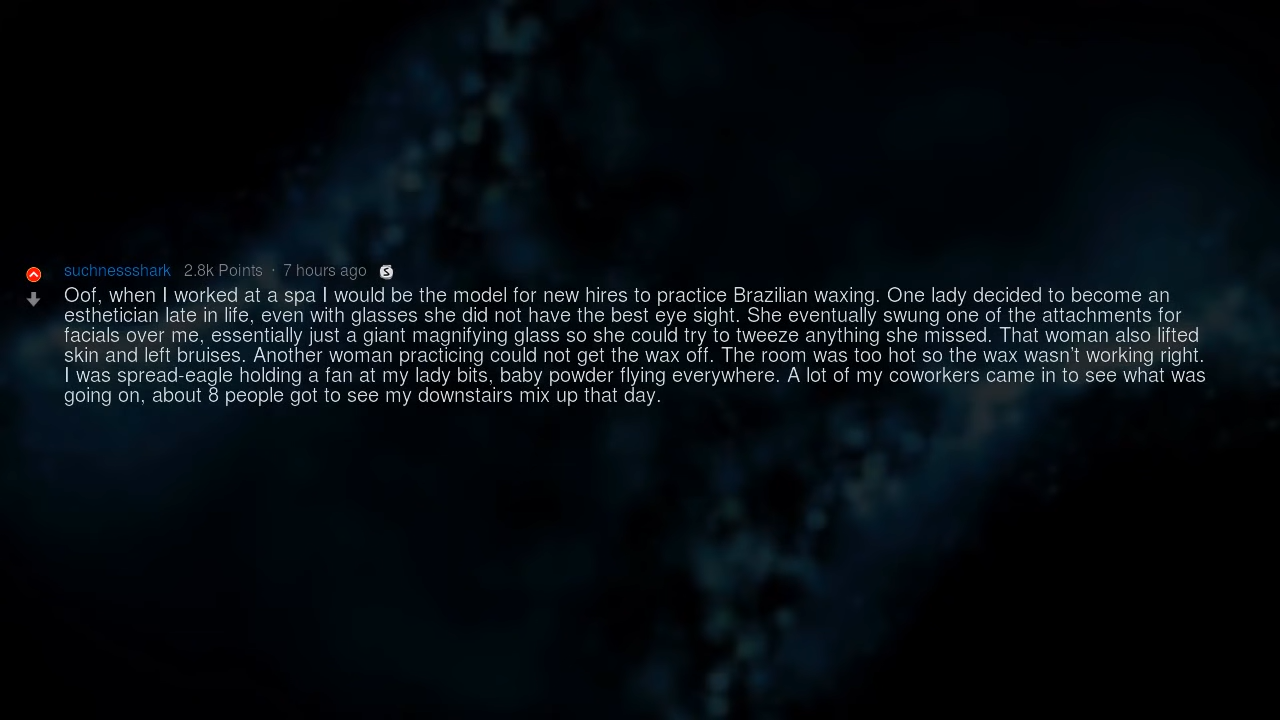 suchnessshark 2.8k Points · 7 hours ago S
Oof, when I worked at a spa I would be the model for new hires to practice Brazilian waxing. One lady decided to become an
esthetician late in life, even with glasses she did not have the best eye sight. She eventually swung one of the attachments for
facials over me, essentially just a giant magnifying glass so she could try to tweeze anything she missed. That woman also lifted
skin and left bruises. Another woman practicing could not get the wax off. The room was too hot so the wax wasn't working right.
I was spread-eagle holding a fan at my lady bits, baby powder flying everywhere. A lot of my coworkers came in to see what was
going on, about 8 people got to see my downstairs mix up that day.